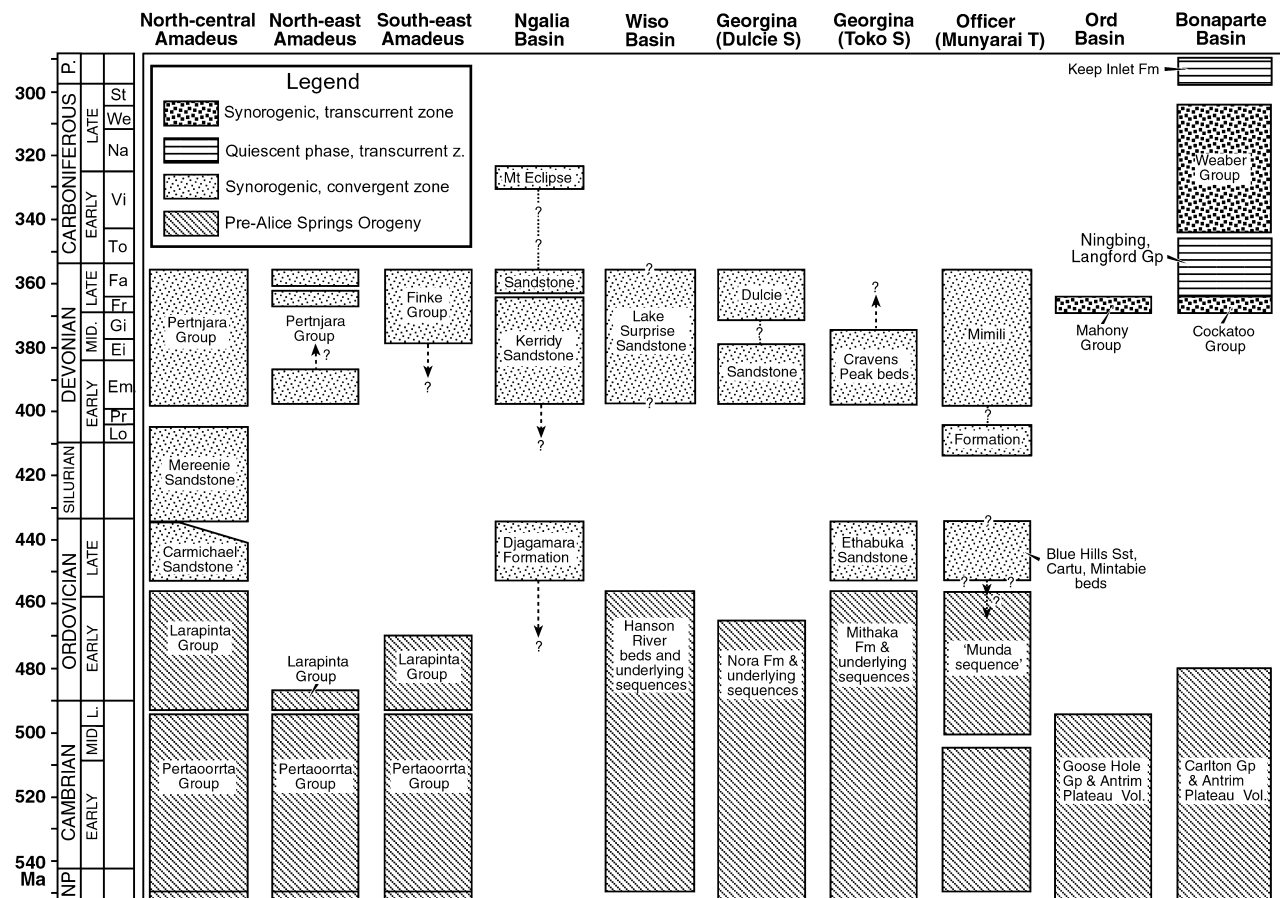 North-central
Amadeus
North-east
Amadeus
South-east
Amadeus
Ngalia
Basin
Wiso
Basin
Georgina
(Dulcie S)
Georgina
(Toko S)
Officer
(Munyarai T)
Ord
Basin
Bonaparte
Basin
Legend
Synorogenic, transcurrent zone
Quiescent phase, transcurrent z.
Synorogenic, convergent zone
Pre-Alice Springs Orogeny
300
320
340
360
380
400
420
440
460
480
500
520
540
Ma
P.
CARBONIFEROUS
DEVONIAN
SILURIAN
ORDOVICIAN
CAMBRIAN
NP
LATE
EARLY
LATE
MID.
EARLY
LATE
EARLY
L.
MID
EARLY
St
We
Na
Vi
To
Fa
Fr
Gi
Ei
Em
Pr
Lo
Pertnjara
Group
Mereenie
Sandstone
Carmichael
Sandstone
Larapinta
Group
Pertaoorrta
Group
Pertnjara
Group
?
Larapinta
Group
Pertaoorrta
Group
Finke
Group
?
Larapinta
Group
Pertaoorrta
Group
Mt Eclipse
?
?
Sandstone
Kerridy
Sandstone
?
Djagamara
Formation
?
?
Lake
Surprise
Sandstone
?
Hanson
River
beds and
underlying
sequences
Dulcie
?
Sandstone
Nora Fm &
underlying
sequences
?
Cravens
Peak beds
Ethabuka
Sandstone
Mithaka
Fm &
underlying
sequences
Mimili
?
Formation
?
Blue Hills Sst,
Cartu, Mintabie
beds
? ?
?
‘Munda
sequence’
Mahony
Group
Goose Hole
Gp & Antrim
Plateau Vol.
Keep Inlet Fm
Weaber
Group
Ningbing,
Langford Gp
Cockatoo
Group
Carlton Gp
& Antrim
Plateau Vol.